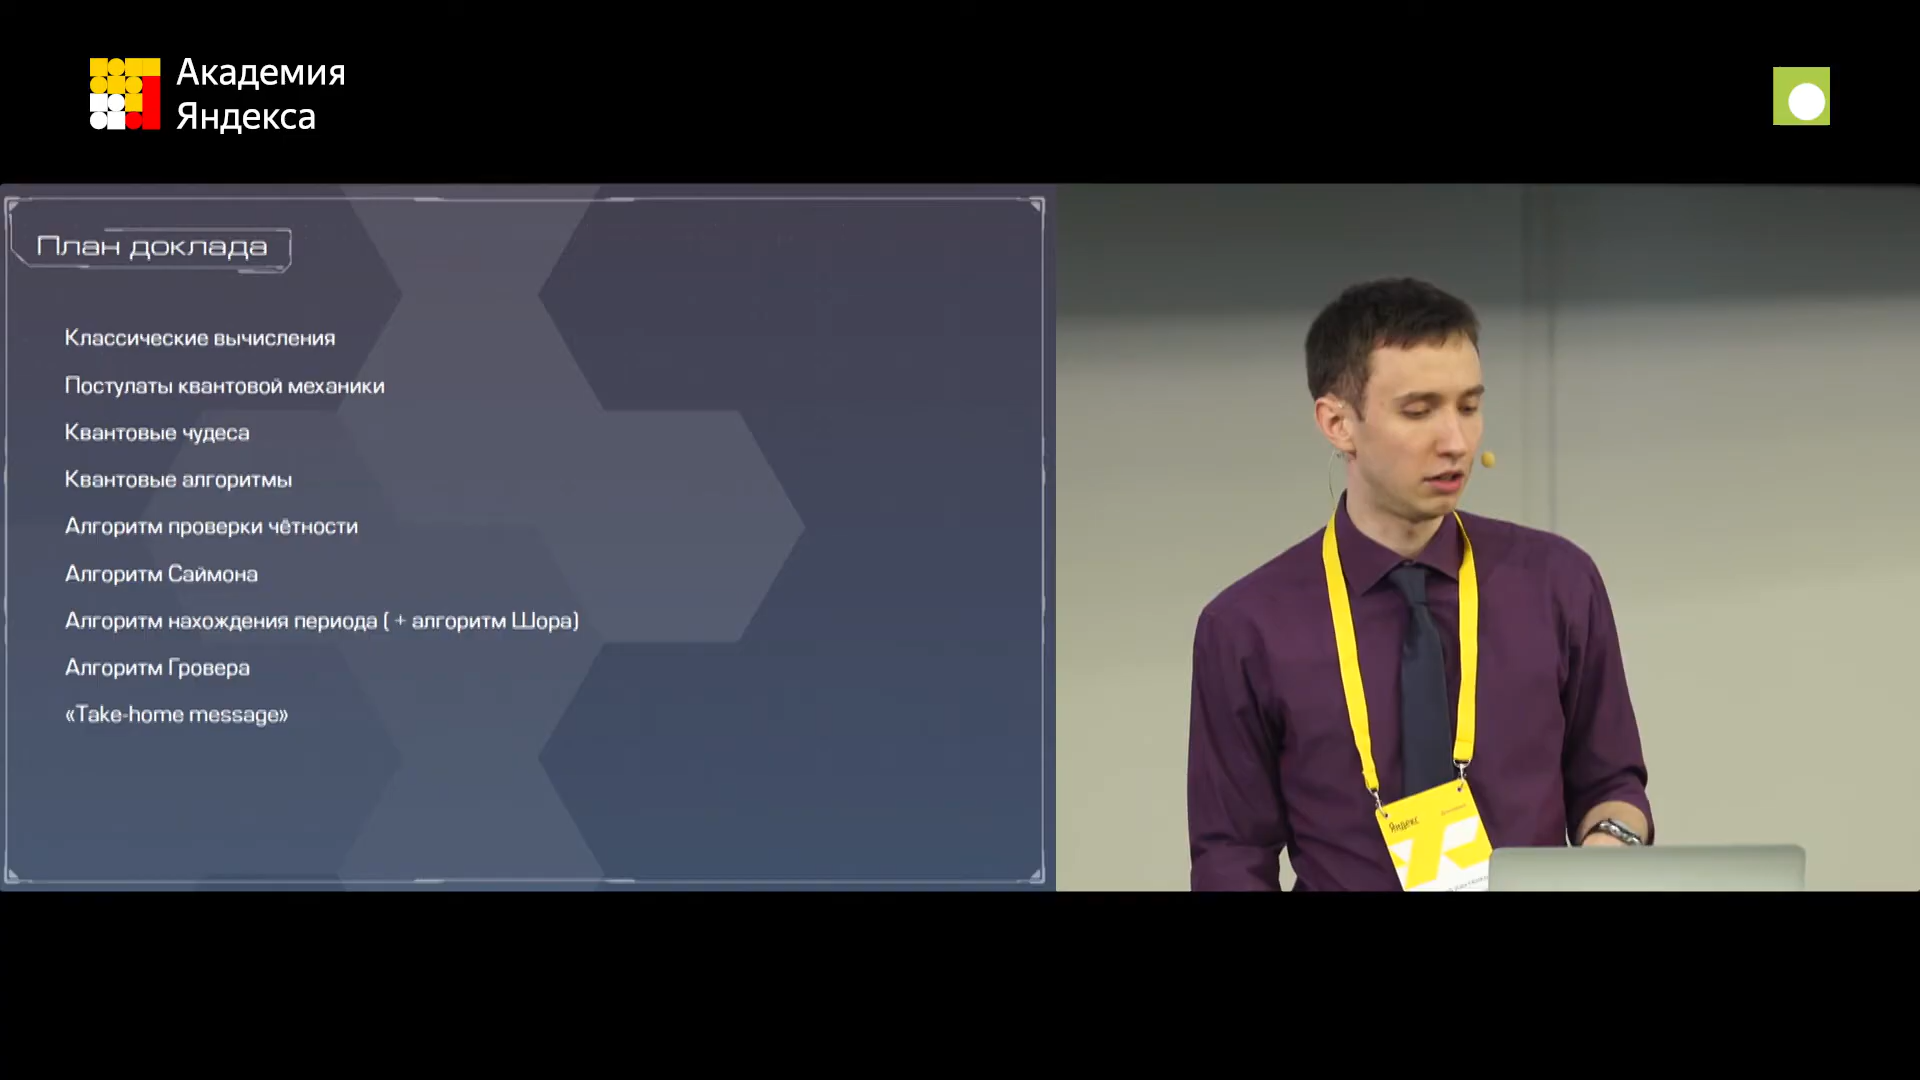 Академия
Яндекса
План доклада
Классические вычисления
Постулаты квантовой механики
Квантовые чудеса
Квантовые алгоритмы
Алгоритм проверки чётности
Алгоритм Саймона
Алгоритм нахождения периода ( + алгоритм Шора)
Алгоритм Гровера
«Take-home message»
Яндекс